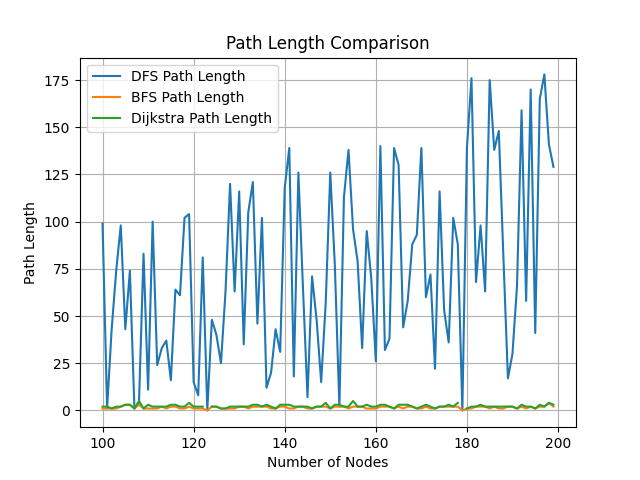 Path Length Comparison
DFS Path Length
BFS Path Length
Dijkstra Path Length
175
150
125
100
75
50
25
0
Path Length
100 120 140 160 180 200
Number of Nodes